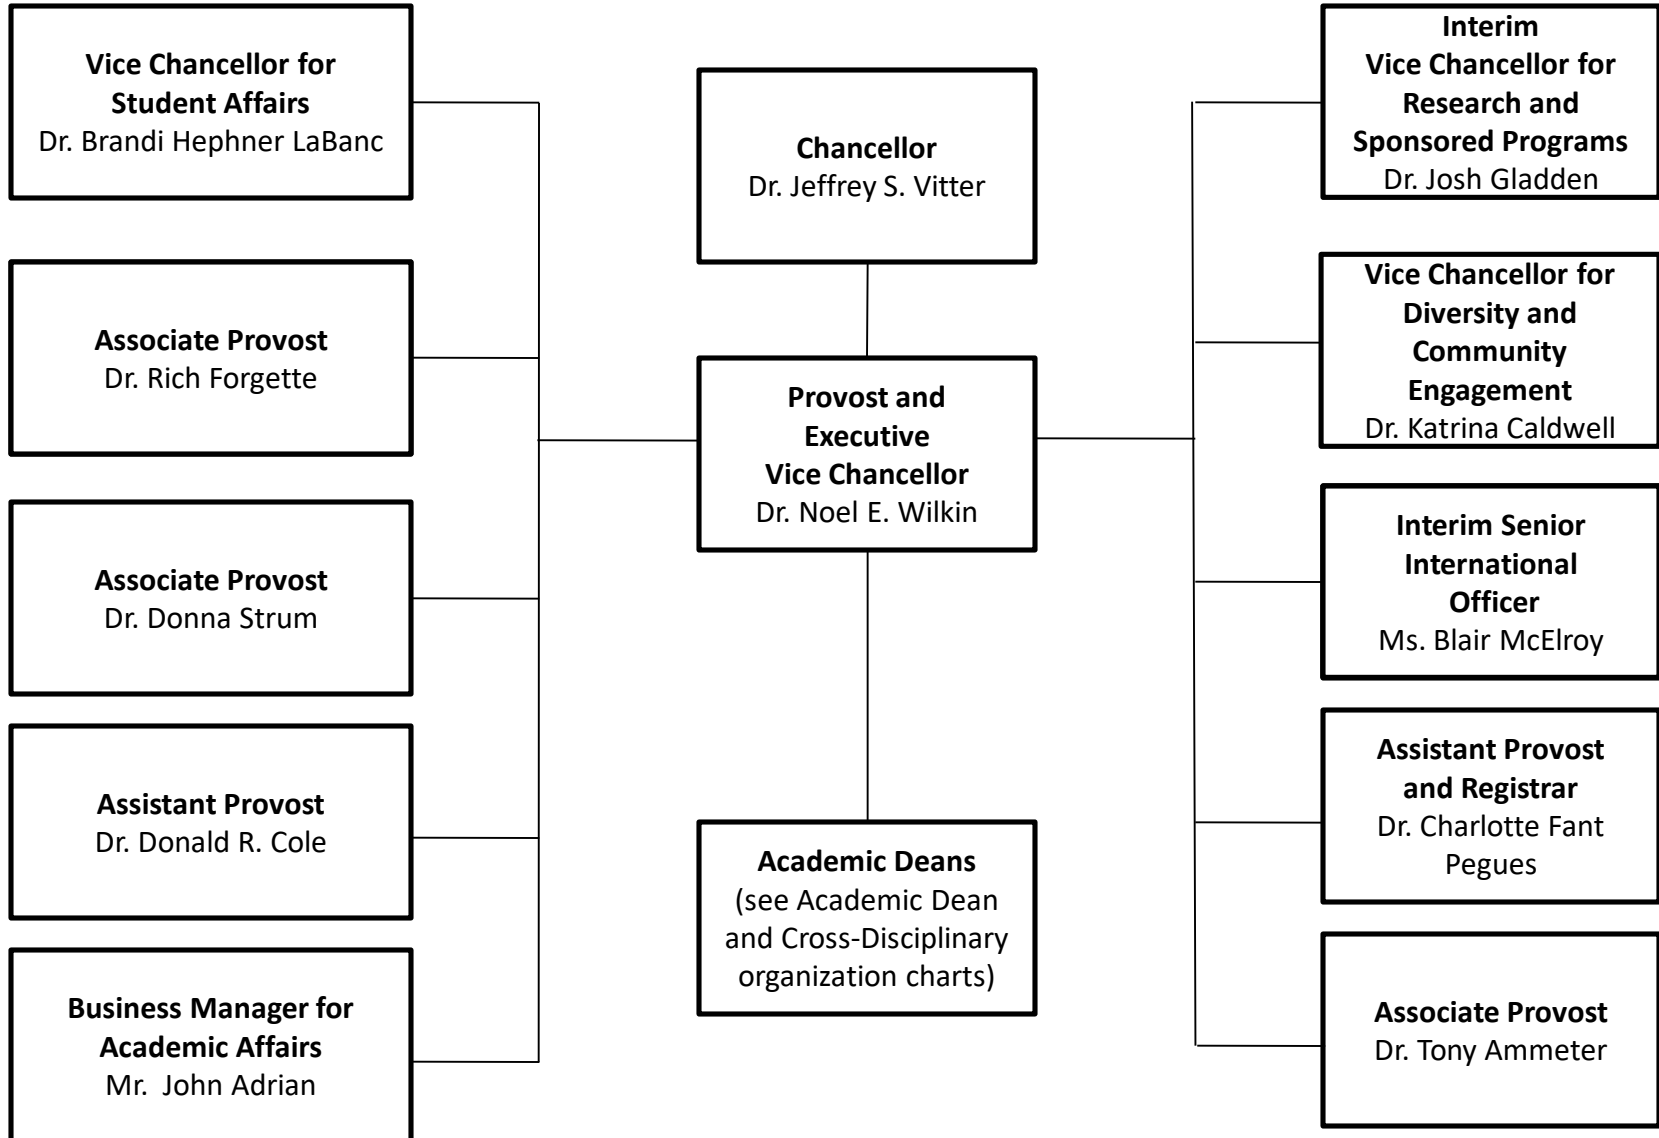 Vice Chancellor for
Student Affairs
Dr. Brandi Hephner LaBanc
Associate Provost
Dr. Rich Forgette
Associate Provost
Dr. Donna Strum
Assistant Provost
Dr. Donald R. Cole
Business Manager for
Academic Affairs
Mr. John Adrian
Chancellor
Dr. Jeffrey S. Vitter
Provost and
Executive
Vice Chancellor
Dr. Noel E. Wilkin
Academic Deans
(see Academic Dean
and Cross-Disciplinary
organization charts)
Interim
Vice Chancellor for
Research and
Sponsored Programs
Dr. Josh Gladden
Vice Chancellor for
Diversity and
Community
Engagement
Dr. Katrina Caldwell
Interim Senior
International
Officer
Ms. Blair McElroy
Assistant Provost
and Registrar
Dr. Charlotte Fant
Pegues
Associate Provost
Dr. Tony Ammeter